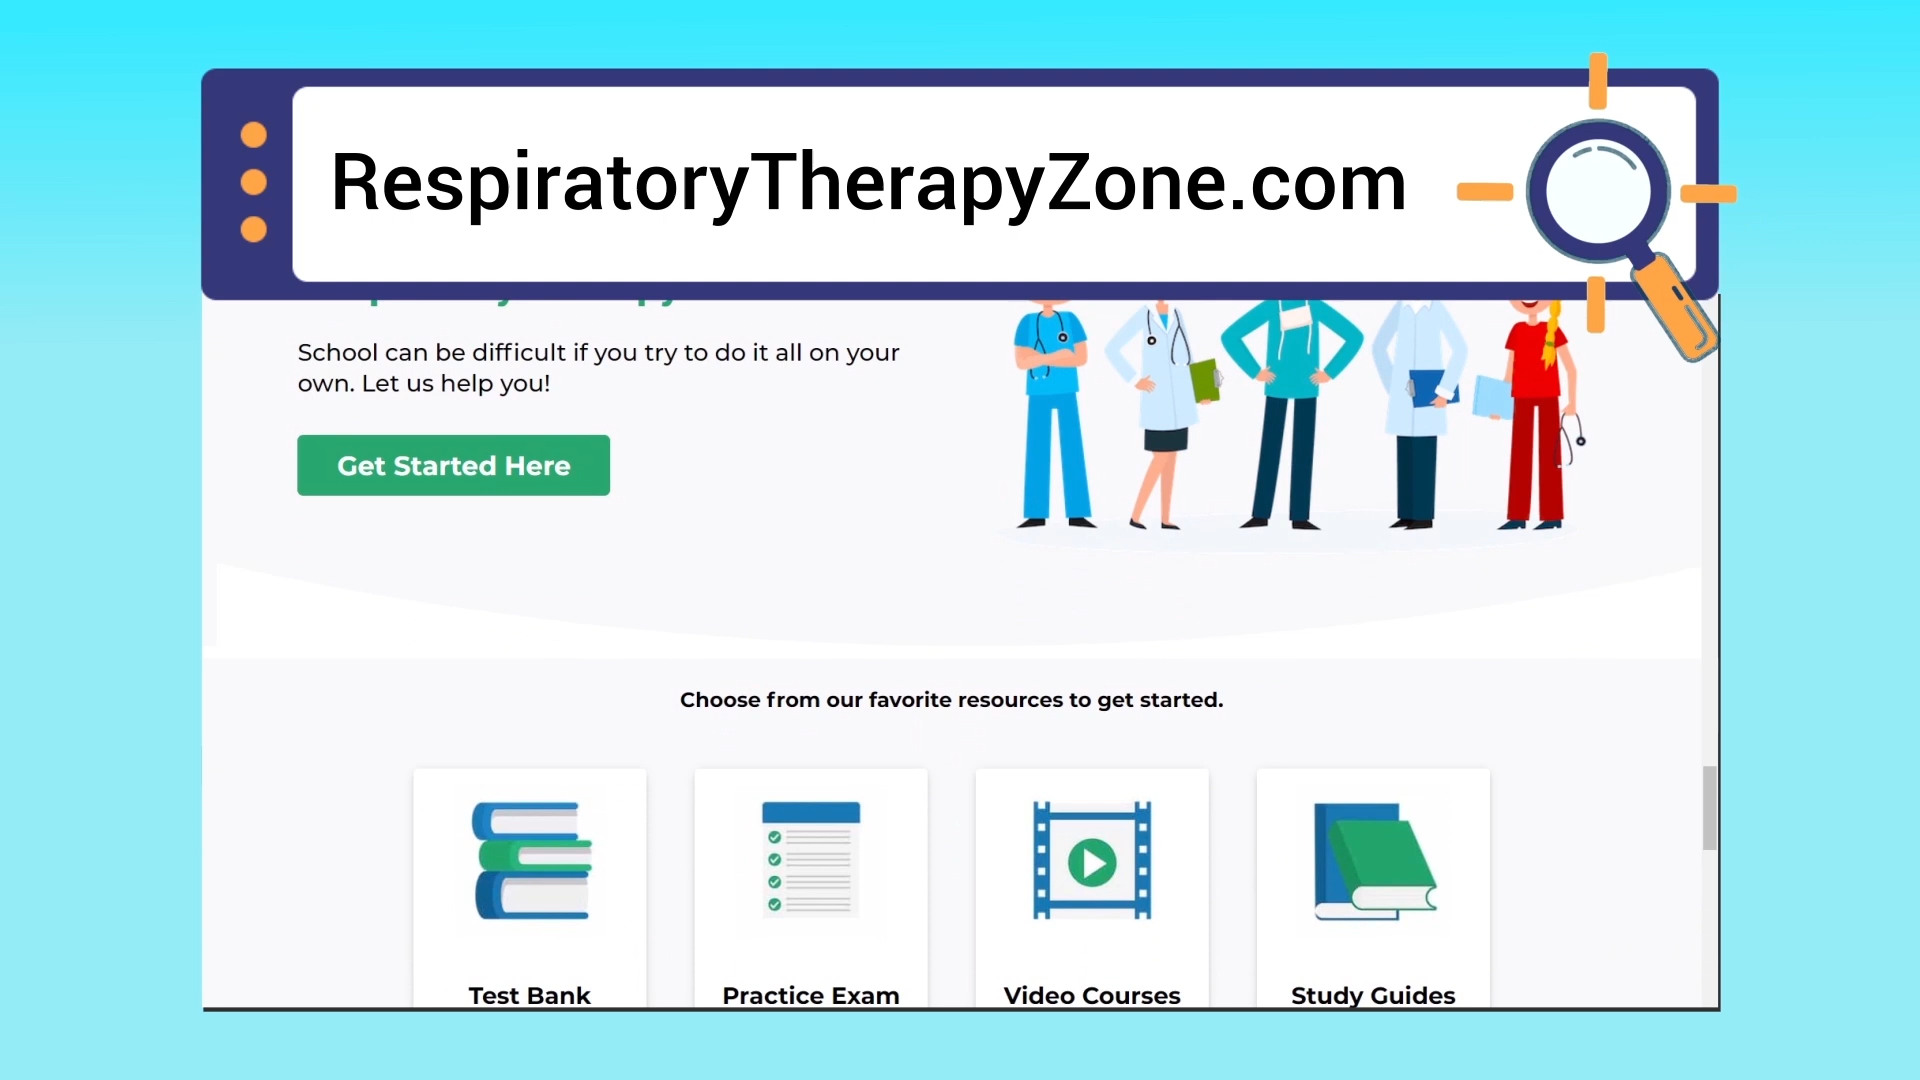 RespiratoryTherapyZone.com
School can be difficult if you try to do it all on your
own. Let us help you!
Get Started Here
Choose from our favorite resources to get started.
Test Bank
Practice Exam
Video Courses
Study Guides